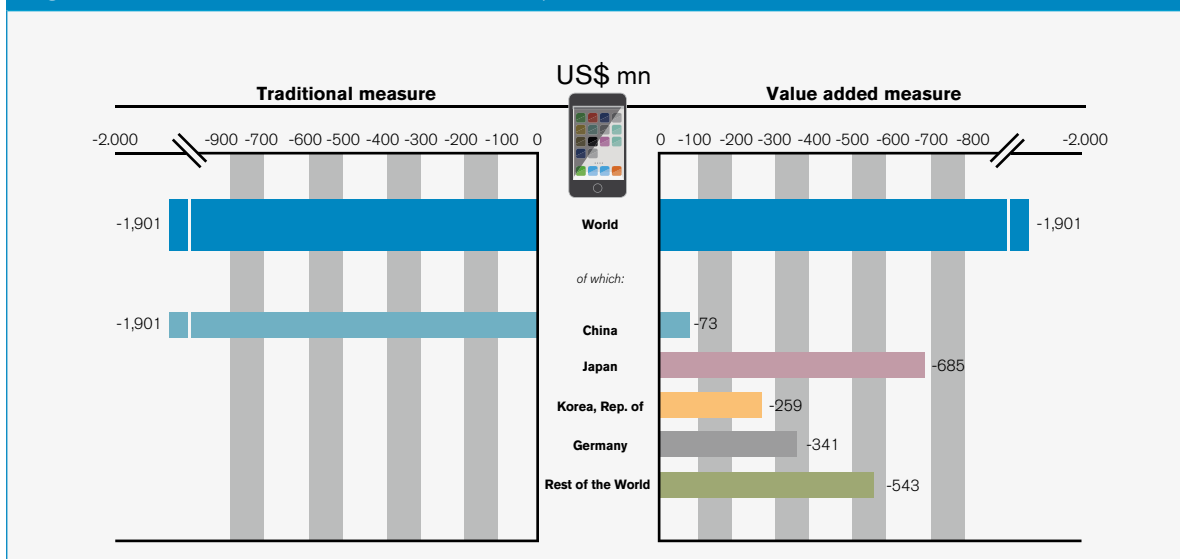 US$ mn
Traditional measure
Value added measure
-2.000 -900 -700 -600 -500 -400 -300 -200 -100 0
0 -100 -200 -300 -400 -500 -600 -700 -800 -2.000
-1,901 World -1,901
of which:
-1,901 China -73
Japan -685
Korea, Rep. of -259
Germany -341
Rest of the World -543